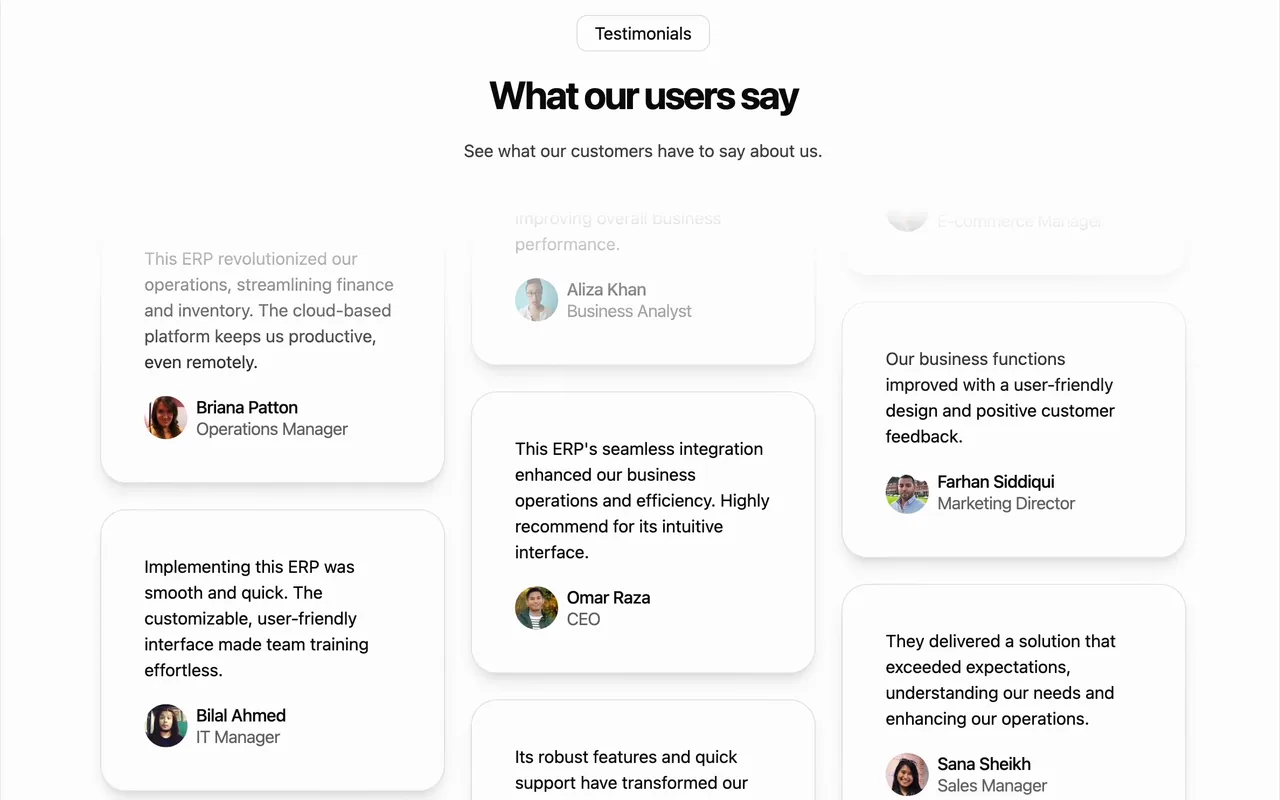 Testimonials
What our users say
See what our customers have to say about us.
This ERP revolutionized our
operations, streamlining finance
and inventory. The cloud-based
platform keeps us productive,
even remotely.
Briana Patton
Operations Manager
Implementing this ERP was
smooth and quick. The
customizable, user-friendly
interface made team training
effortless.
Bilal Ahmed
IT Manager
improving overall business
performance.
Aliza Khan
Business Analyst
This ERP's seamless integration
enhanced our business
operations and efficiency. Highly
recommend for its intuitive
interface.
Omar Raza
CEO
Its robust features and quick
support have transformed our
E-commerce Manager
Our business functions
improved with a user-friendly
design and positive customer
feedback.
Farhan Siddiqui
Marketing Director
They delivered a solution that
exceeded expectations,
understanding our needs and
enhancing our operations.
Sana Sheikh
Sales Manager